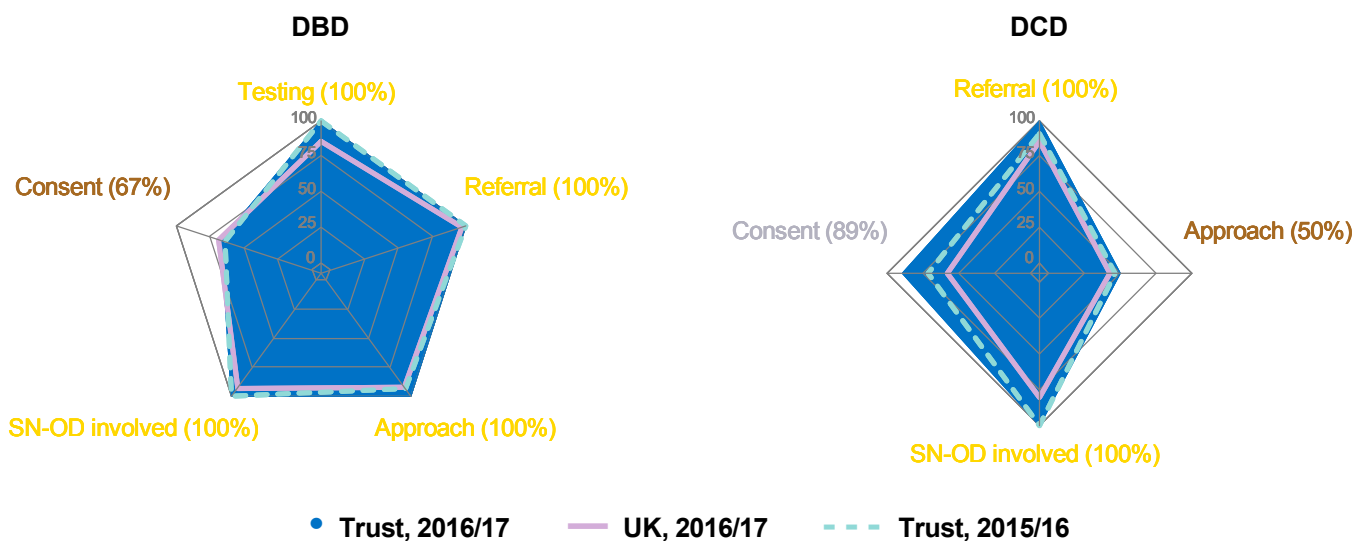 DBD
Testing (100%)
100
75
50
25
0
Consent (67%)
Referral (100%)
SN-OD involved (100%)
Approach (100%)
DCD
Referral (100%)
100
75
50
25
0
Consent (89%)
Approach (50%)
SN-OD involved (100%)
Trust, 2016/17
UK, 2016/17
Trust, 2015/16